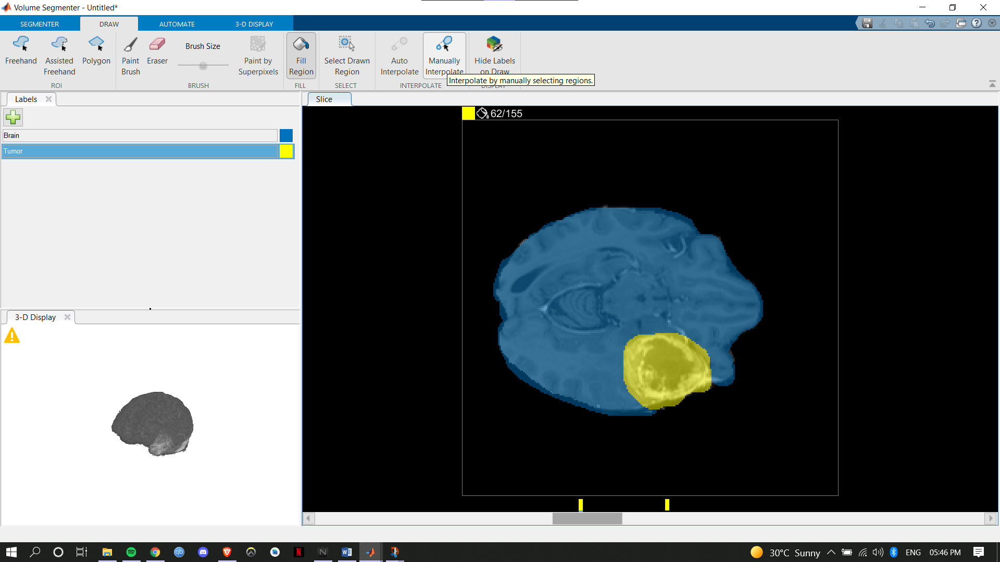 Volume Segmenter - Untitled*
SEGMENTER
DRAW
AUTOMATE
3-D DISPLAY
Freehand
Assisted
Freehand
Polygon
ROI
Paint
Brush
Eraser
Brush Size
Paint by
Superpixels
BRUSH
Fill
Region
FILL
Select Drawn
Region
SELECT
Auto
Interpolate
Manually
Interpolate
INTERPOLATE
Hide Labels
on Draw
DISPLAY
Interpolate by manually selecting regions.
Labels
Brain
Tumor
3-D Display
Slice
62/155
qb
N
N
W
30°C Sunny
ENG
05:46 PM